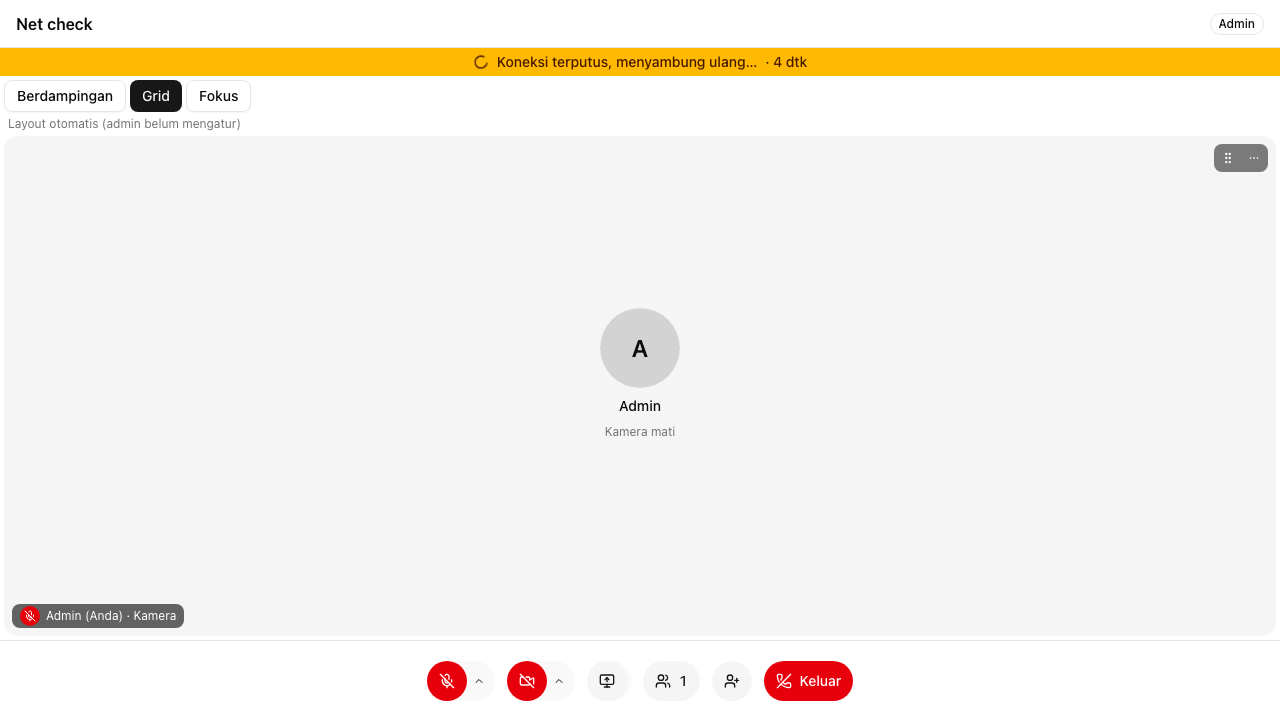 Net check
Admin
Koneksi terputus, menyambung ulang... · 4 dtk
Berdampingan
Grid
Fokus
Layout otomatis (admin belum mengatur)
A
Admin
Kamera mati
Admin (Anda) · Kamera
1
Keluar